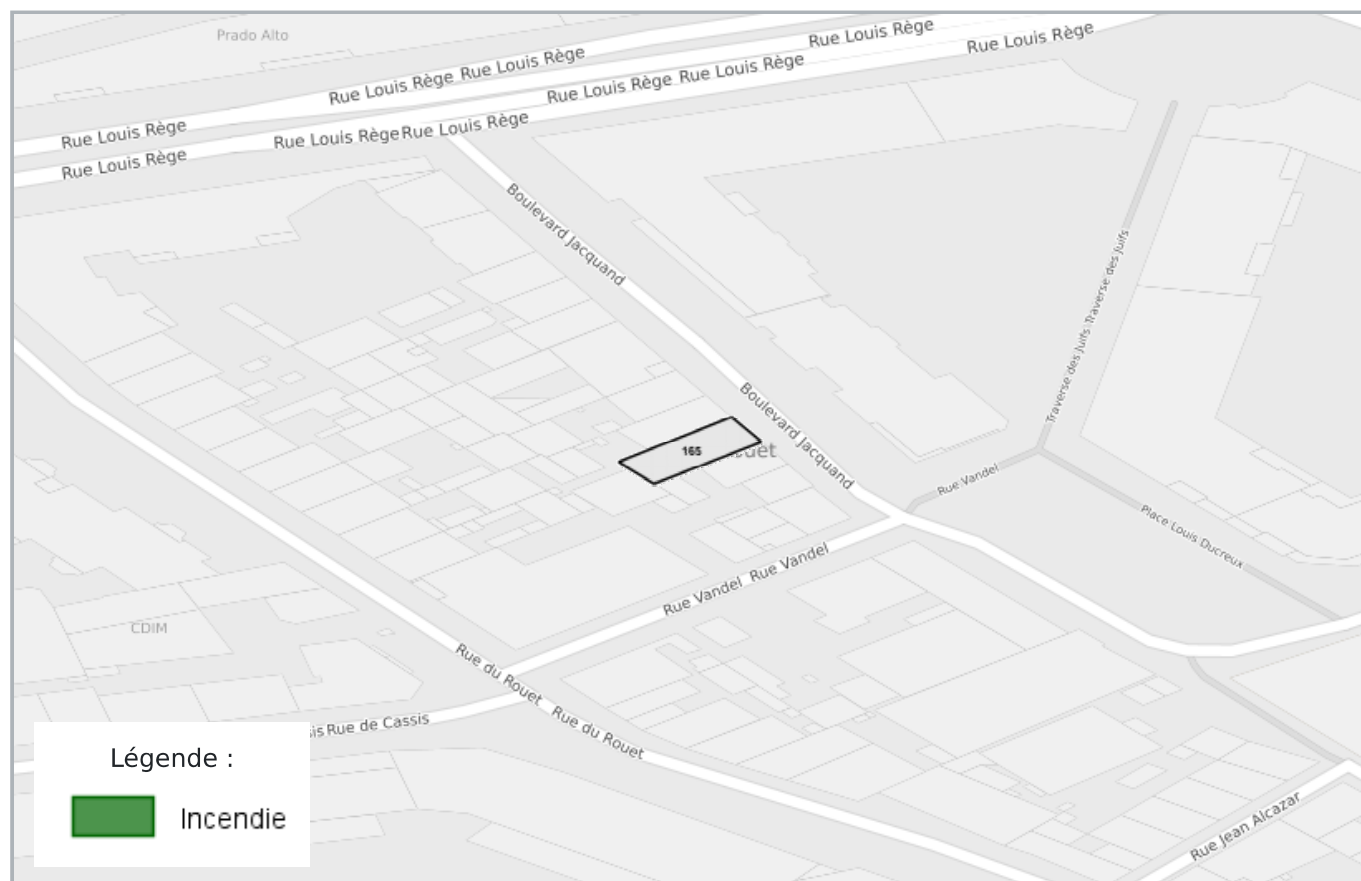 Prado Alto
Rue Louis Rège
Rue Louis Rège
Rue Louis Rège
Rue Louis Rège
Rue Louis Rège
Rue Louis Rège
Rue Louis Rège
Rue Louis Rège
Rue Louis Rège
Rue Louis Rège
Rue Louis Rège
Boulevard Jacquand
Traverse des Juifs
Traverse des Juifs
Boulevard Jacquand
165
Rue Vandel
Place Louis Ducreux
Rue Vandel
Rue Vandel
CDIM
Rue du Rouet
Rue du Rouet
Rue de Cassis
Rue Jean Alcazar
Légende :
Incendie